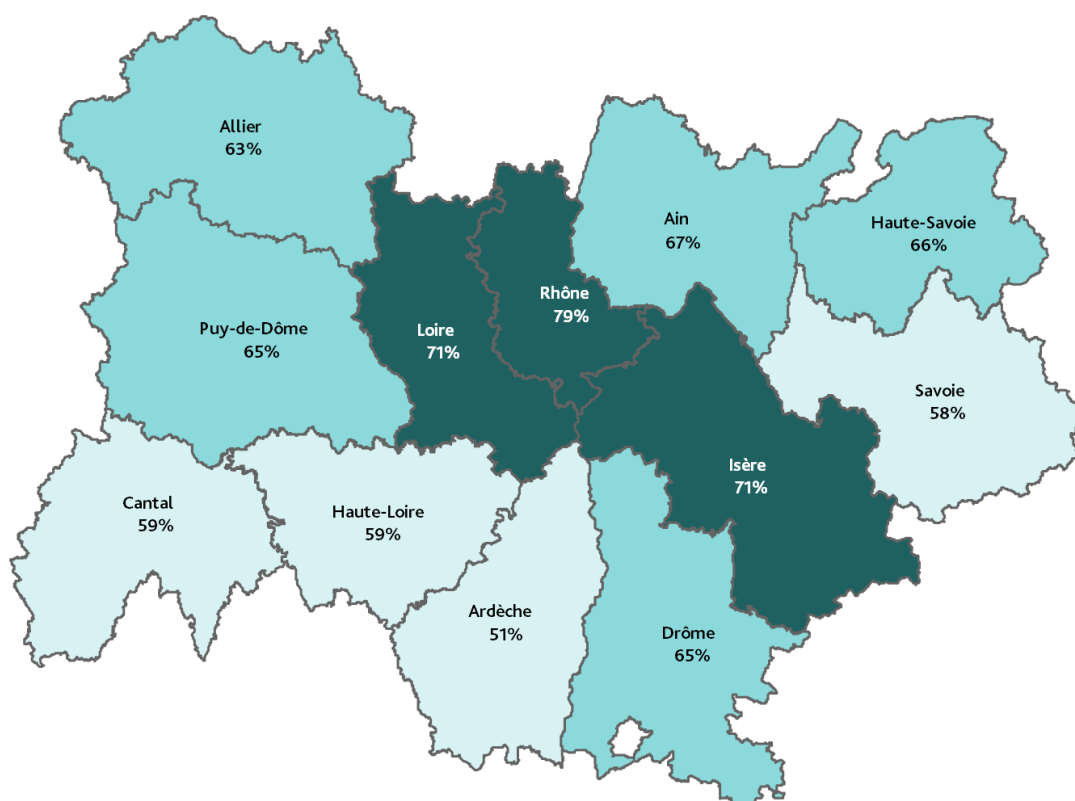 Allier
63%
Ain
67%
Haute-Savoie
66%
Rhône
79%
Puy-de-Dôme
65%
Loire
71%
Savoie
58%
Isère
71%
Cantal
59%
Haute-Loire
59%
Ardèche
51%
Drôme
65%